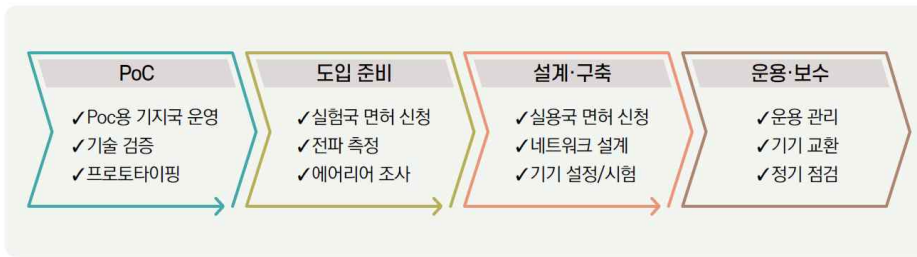 PoC
✓Poc용 기지국 운영
✓기술 검증
✓프로토타이핑
도입 준비
✓실험국 면허 신청
✓전파 측정
✓에어리어 조사
설계·구축
✓실용국 면허 신청
✓네트워크 설계
✓기기 설정/시험
운용·보수
✓운용 관리
✓기기 교환
✓정기 점검